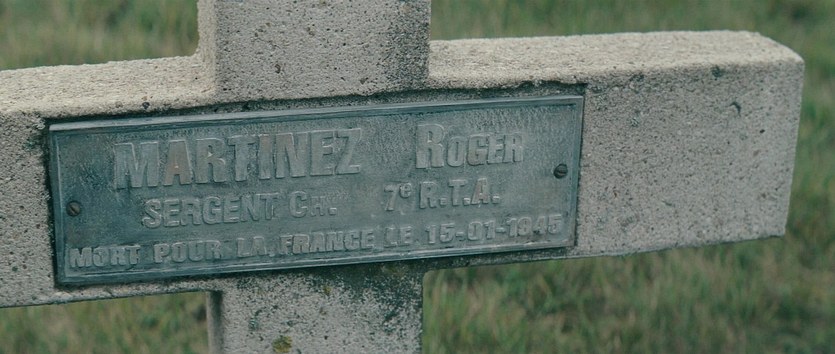 MARTINEZ ROGER
SERGENT CH. 7e R.T.A.
MORT POUR LA FRANCE LE 15-01-1945